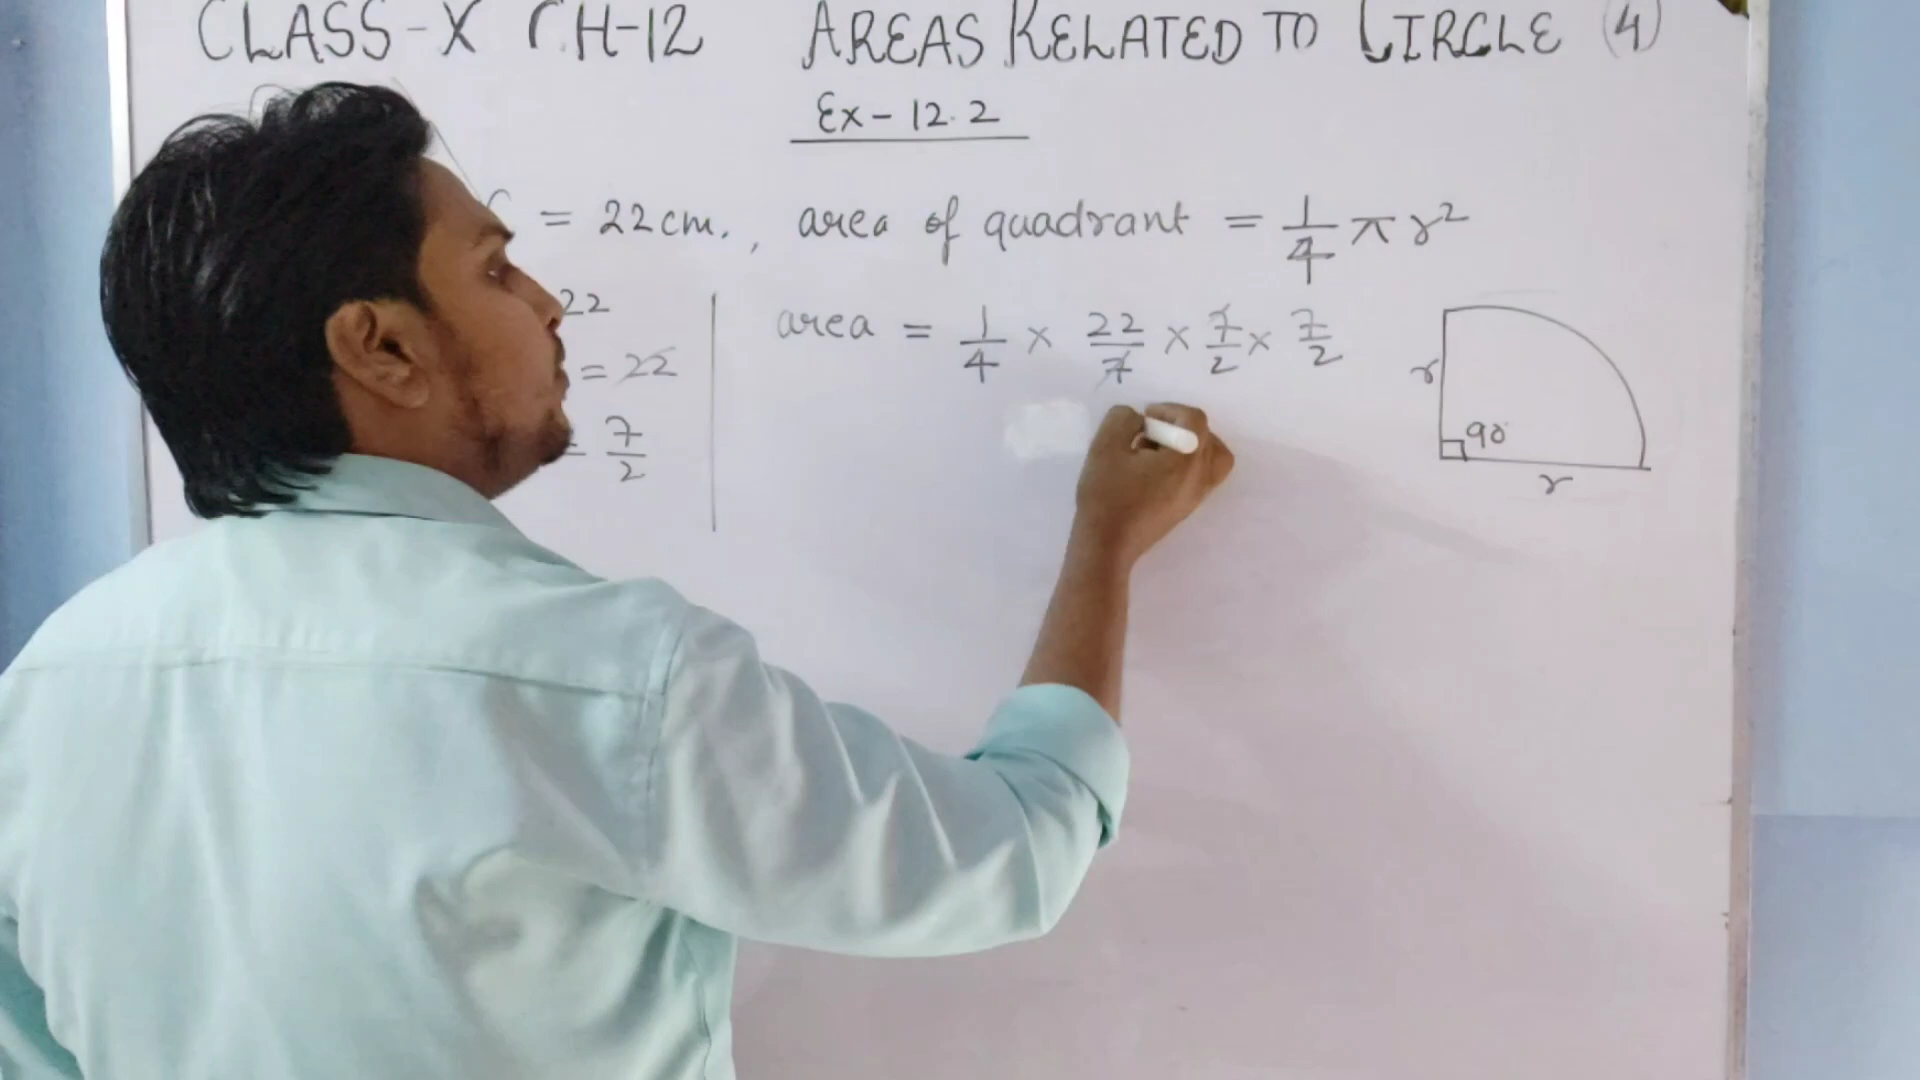 CLASS-X CH-12 AREAS RELATED TO CIRCLE (4)
Ex-12.2
= 22cm., area of quadrant = 1/4 π r²
22
area = 1/4 × 22/7 × 7/2 × 7/2
= 22
= 7/2
r
90°
r